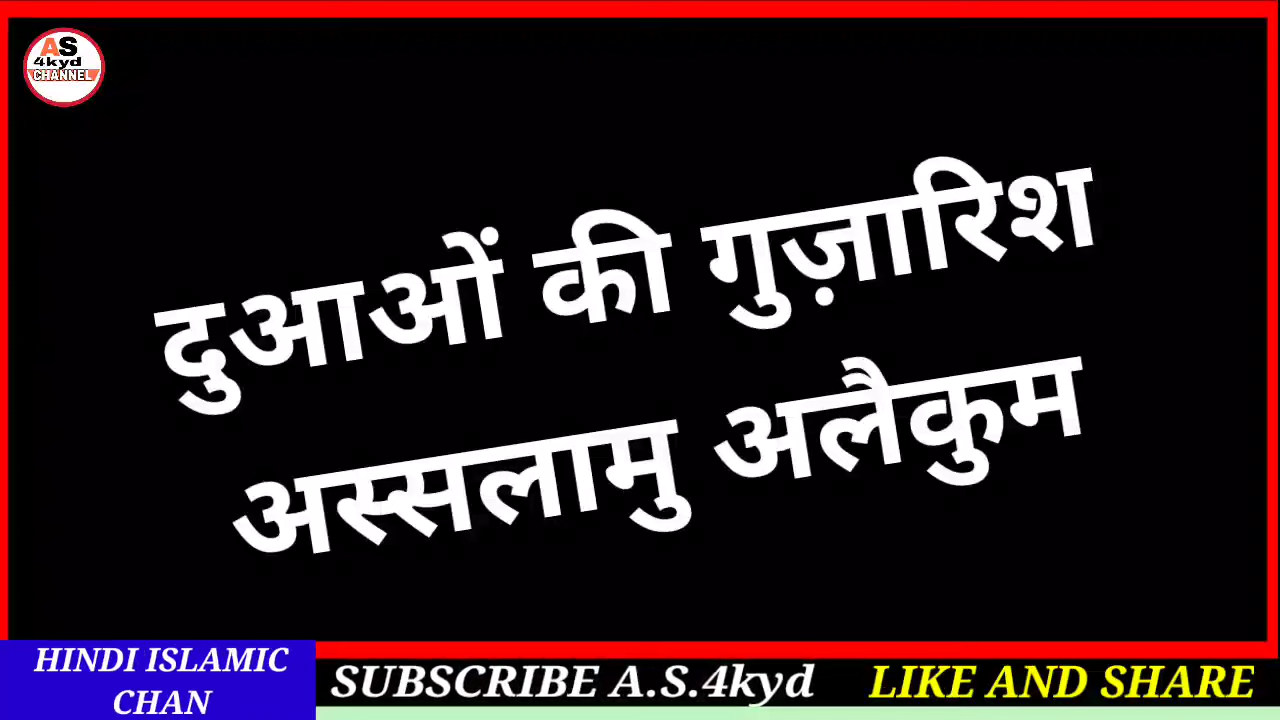 AS
4kyd
CHANNEL
दुआओं की गुज़ारिश
अस्सलामु अलैकुम
HINDI ISLAMIC
CHAN
SUBSCRIBE A.S.4kyd
LIKE AND SHARE